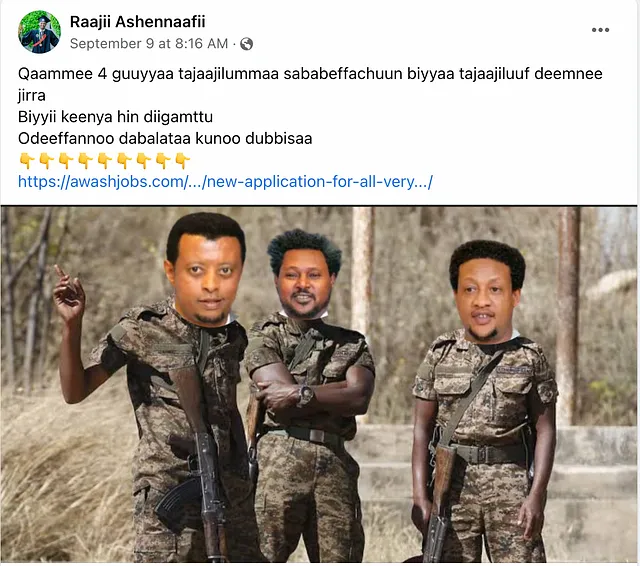 Raajii Ashennaafii
September 9 at 8:16 AM ·
Qaammee 4 guuyyaa tajaajilummaa sababeffachuun biyyaa tajaajiluuf deemnee
jirra
Biyyii keenya hin diigamttu
Odeeffannoo dabalataa kunoo dubbisaa
👇👇👇👇👇👇👇👇👇
https://awashjobs.com/.../new-application-for-all-very.../